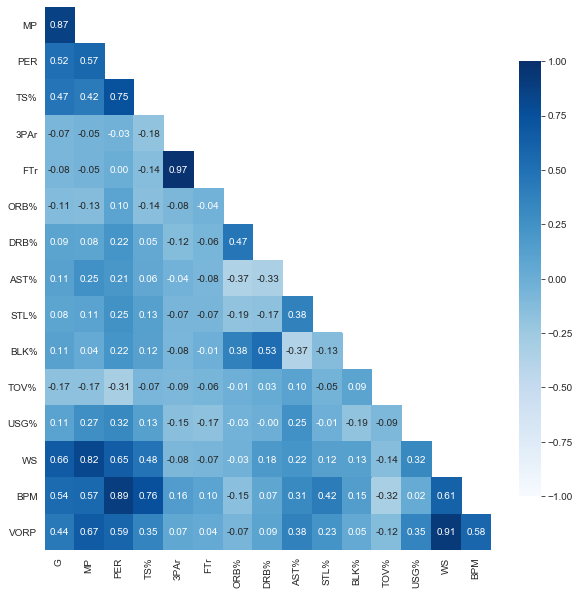 MP 0.87
PER 0.52 0.57
TS% 0.47 0.42 0.75
3PAr -0.07 -0.05 -0.03 -0.18
FTr -0.08 -0.05 0.00 -0.14 0.97
ORB% -0.11 -0.13 0.10 -0.14 -0.08 -0.04
DRB% 0.09 0.08 0.22 0.05 -0.12 -0.06 0.47
AST% 0.11 0.25 0.21 0.06 -0.04 -0.08 -0.37 -0.33
STL% 0.08 0.11 0.25 0.13 -0.07 -0.07 -0.19 -0.17 0.38
BLK% 0.11 0.04 0.22 0.12 -0.08 -0.01 0.38 0.53 -0.37 -0.13
TOV% -0.17 -0.17 -0.31 -0.07 -0.09 -0.06 -0.01 0.03 0.10 -0.05 0.09
USG% 0.11 0.27 0.32 0.13 -0.15 -0.17 -0.03 -0.00 0.25 -0.01 -0.19 -0.09
WS 0.66 0.82 0.65 0.48 -0.08 -0.07 -0.03 0.18 0.22 0.12 0.13 -0.14 0.32
BPM 0.54 0.57 0.89 0.76 0.16 0.10 -0.15 0.07 0.31 0.42 0.15 -0.32 0.02 0.61
VORP 0.44 0.67 0.59 0.35 0.07 0.04 -0.07 0.09 0.38 0.23 0.05 -0.12 0.35 0.91 0.58
G MP PER TS% 3PAr FTr ORB% DRB% AST% STL% BLK% TOV% USG% WS BPM
1.00
0.75
0.50
0.25
0.00
−0.25
−0.50
−0.75
−1.00